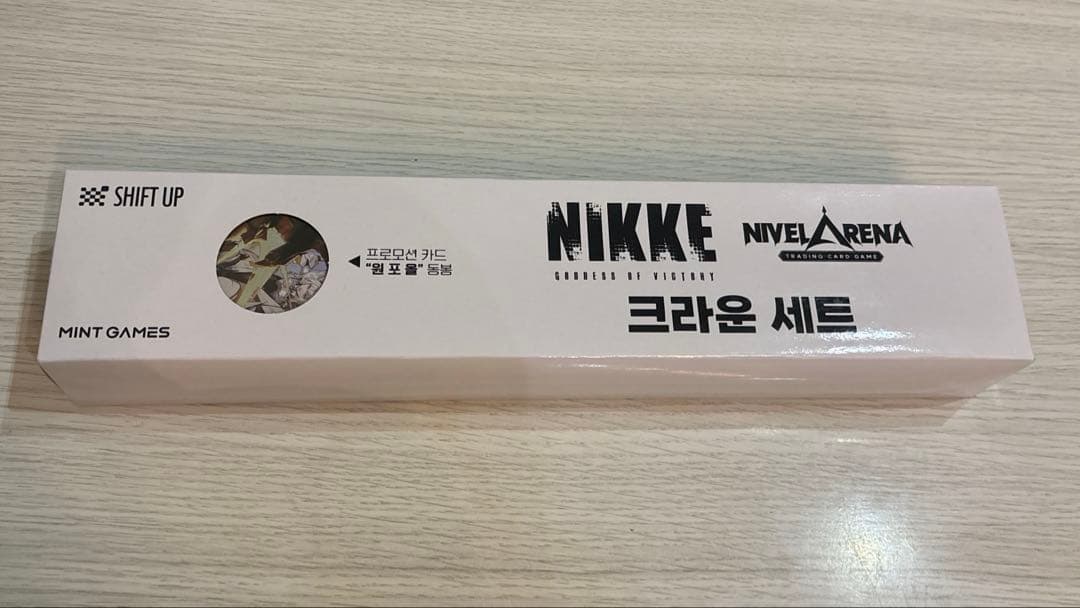 SHIFT UP
프로모션 카드
"원 포 올" 동봉
MINT GAMES
NIKKE
GODDESS OF VICTORY
NIVEL ARENA
TRADING CARD GAME
크라운 세트